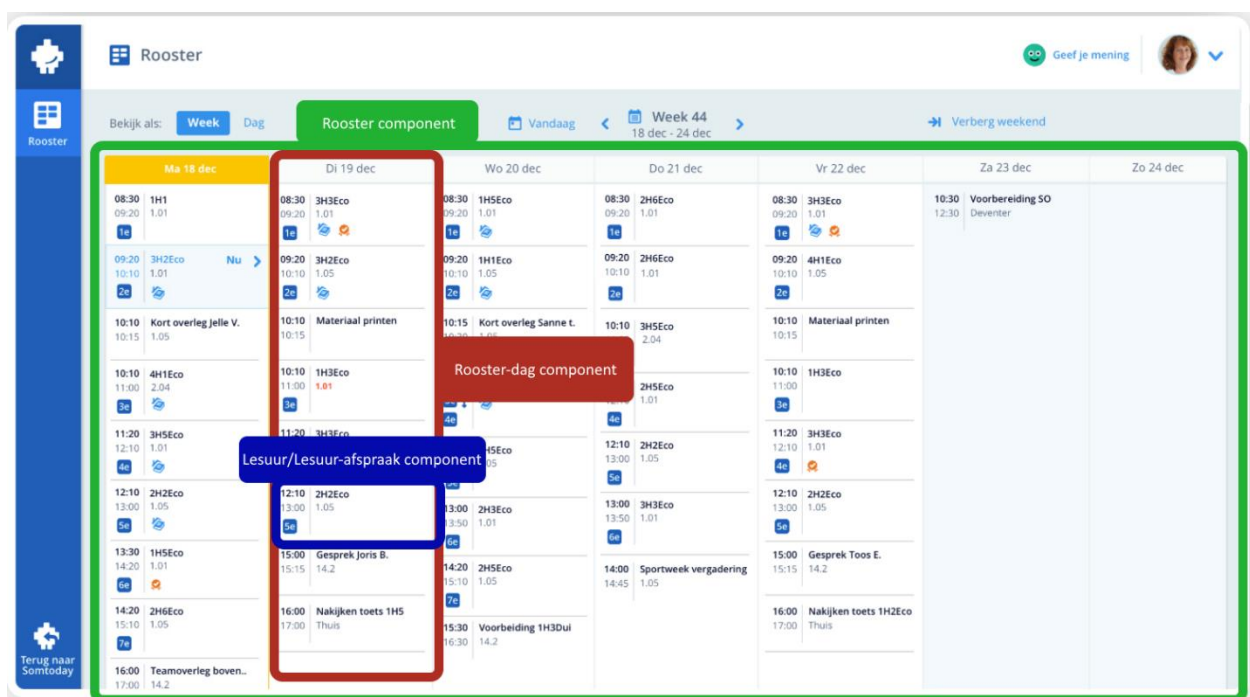 Rooster
Geef je mening
Rooster
Bekijk als: Week Dag
Rooster component
Vandaag
Week 44
18 dec - 24 dec
Verberg weekend
Ma 18 dec
Di 19 dec
Wo 20 dec
Do 21 dec
Vr 22 dec
Za 23 dec
Zo 24 dec
08:30 1H1
09:20 1.01
1e
09:20 3H2Eco Nu
10:10 1.01
2e
10:10 Kort overleg Jelle V.
10:15 1.05
10:10 4H1Eco
11:00 2.04
3e
11:20 3H5Eco
12:10 1.01
4e
12:10 2H2Eco
13:00 1.05
5e
13:30 1H5Eco
14:20 1.01
6e
14:20 2H6Eco
15:10 1.05
7e
16:00 Teamoverleg boven..
17:00 14.2
08:30 3H3Eco
09:20 1.01
1e
09:20 3H2Eco
10:10 1.05
2e
10:10 Materiaal printen
10:15
10:10 1H3Eco
11:00 1.01
3e
11:20 3H3Eco
Lesuur/Lesuur-afspraak component
12:10 2H2Eco
13:00 1.05
5e
15:00 Gesprek Joris B.
15:15 14.2
16:00 Nakijken toets 1H5
17:00 Thuis
08:30 1H5Eco
09:20 1.01
1e
09:20 1H1Eco
10:10 1.05
2e
10:15 Kort overleg Sanne t.
Rooster-dag component
4e
H5Eco
05
13:00 2H3Eco
13:50 1.01
6e
14:20 2H5Eco
15:10 1.05
7e
15:30 Voorbeiding 1H3Dui
16:30 14.2
08:30 2H6Eco
09:20 1.01
1e
09:20 2H6Eco
10:10 1.01
2e
10:10 3H5Eco
2.04
2H5Eco
1.01
4e
12:10 2H2Eco
13:00 1.05
5e
13:00 3H3Eco
13:50 1.01
6e
14:00 Sportweek vergadering
14:45 1.05
08:30 3H3Eco
09:20 1.01
1e
09:20 4H1Eco
10:10 1.05
2e
10:10 Materiaal printen
10:15
10:10 1H3Eco
11:00
3e
11:20 3H3Eco
12:10 1.01
4e
12:10 2H2Eco
13:00 1.05
5e
15:00 Gesprek Toos E.
15:15 14.2
16:00 Nakijken toets 1H2Eco
17:00 Thuis
10:30 Voorbereiding SO
12:30 Deventer
Terug naar
Somtoday